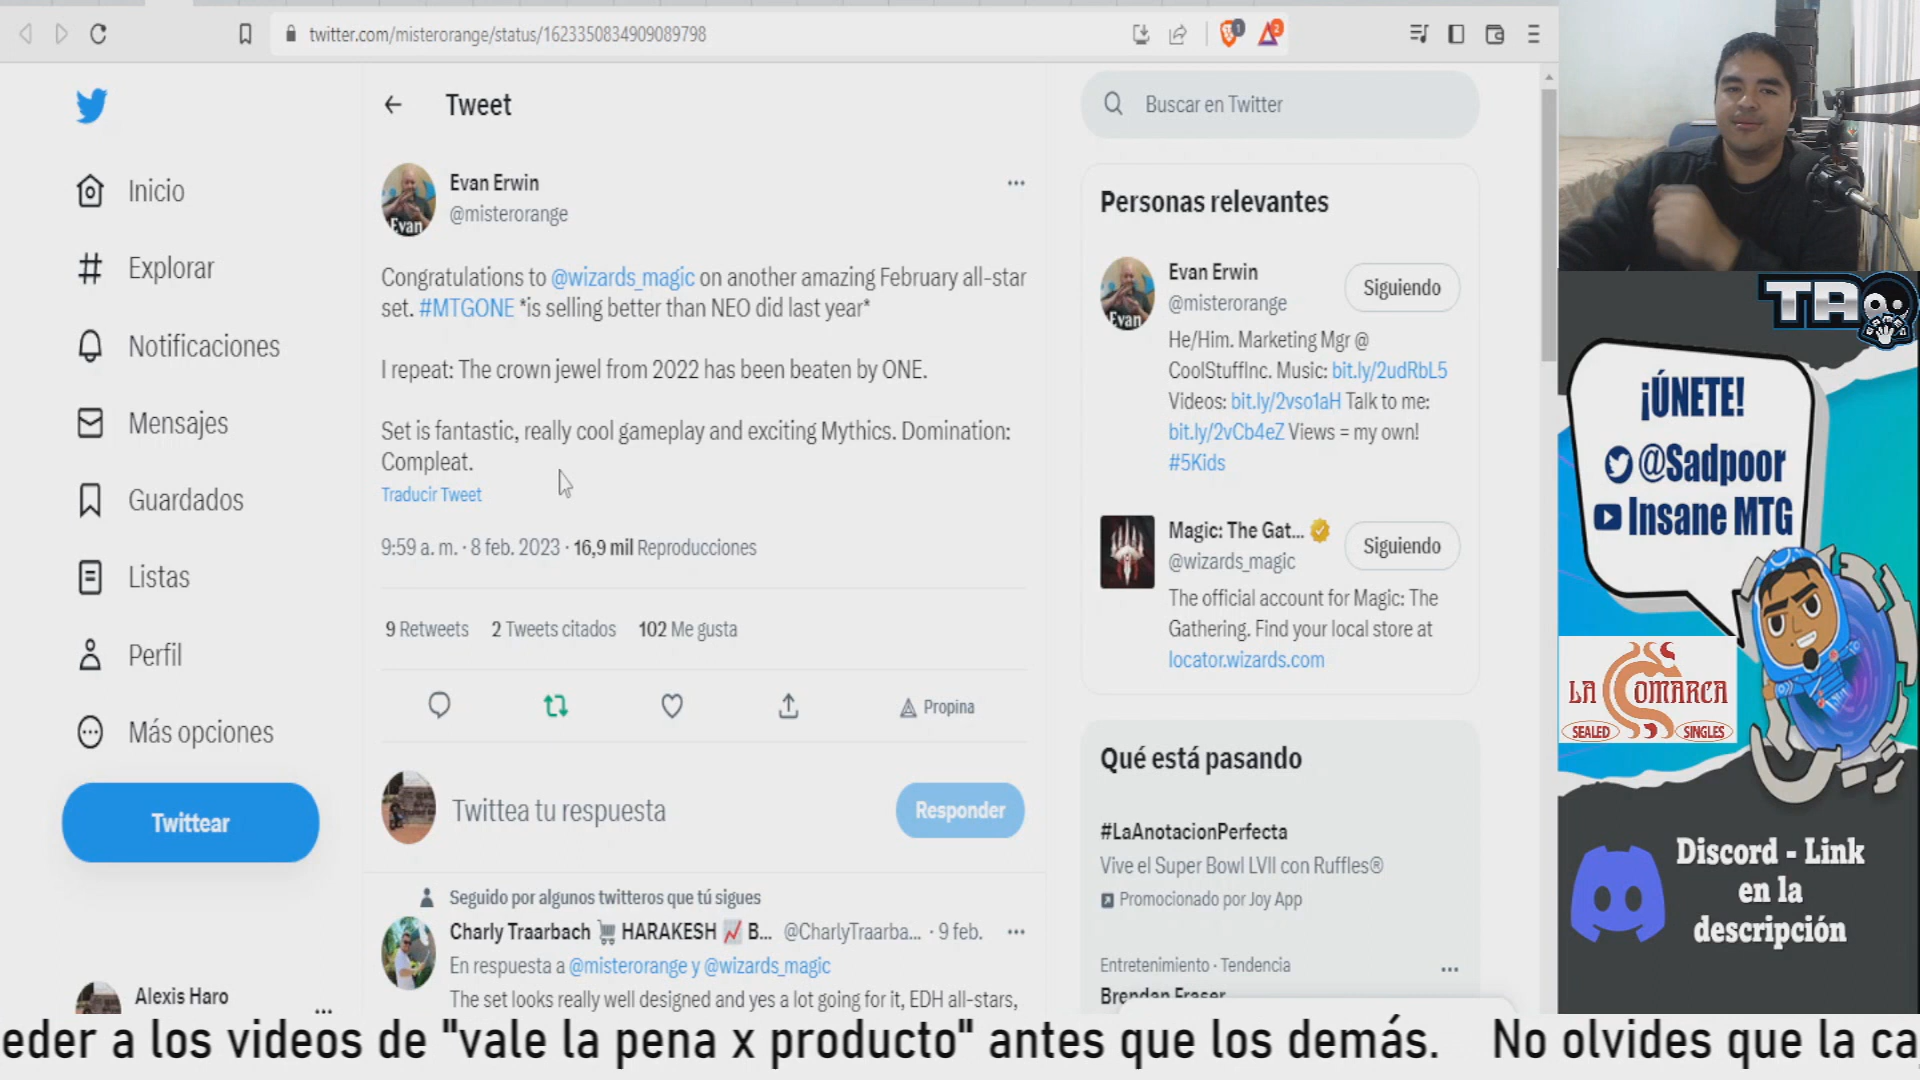 twitter.com/misterorange/status/1623350834909089798
1
2
Tweet
Buscar en Twitter
Inicio
Explorar
Notificaciones
Mensajes
Guardados
Listas
Perfil
Más opciones
Twittear
Alexis Haro
Evan Erwin
@misterorange
Evan
Congratulations to @wizards_magic on another amazing February all-star
set. #MTGONE *is selling better than NEO did last year*
I repeat: The crown jewel from 2022 has been beaten by ONE.
Set is fantastic, really cool gameplay and exciting Mythics. Domination:
Compleat.
Traducir Tweet
9:59 a. m. · 8 feb. 2023 · 16,9 mil Reproducciones
9 Retweets 2 Tweets citados 102 Me gusta
Propina
Twittea tu respuesta
Responder
Seguido por algunos twitteros que tú sigues
Charly Traarbach HARAKESH B... @CharlyTraarba... · 9 feb.
En respuesta a @misterorange y @wizards_magic
The set looks really well designed and yes a lot going for it, EDH all-stars,
Personas relevantes
Evan Erwin
@misterorange
Siguiendo
Evan
He/Him. Marketing Mgr @
CoolStuffInc. Music: bit.ly/2udRbL5
Videos: bit.ly/2vso1aH Talk to me:
bit.ly/2vCb4eZ Views = my own!
#5Kids
Magic: The Gat...
@wizards_magic
Siguiendo
The official account for Magic: The
Gathering. Find your local store at
locator.wizards.com
Qué está pasando
#LaAnotacionPerfecta
Vive el Super Bowl LVII con Ruffles®
Promocionado por Joy App
Entretenimiento · Tendencia
Brendan Fraser
¡ÚNETE!
@Sadpoor
Insane MTG
LA COMARCA
SEALED SINGLES
Discord - Link
en la
descripción
eder a los videos de "vale la pena x producto" antes que los demás. No olvides que la ca